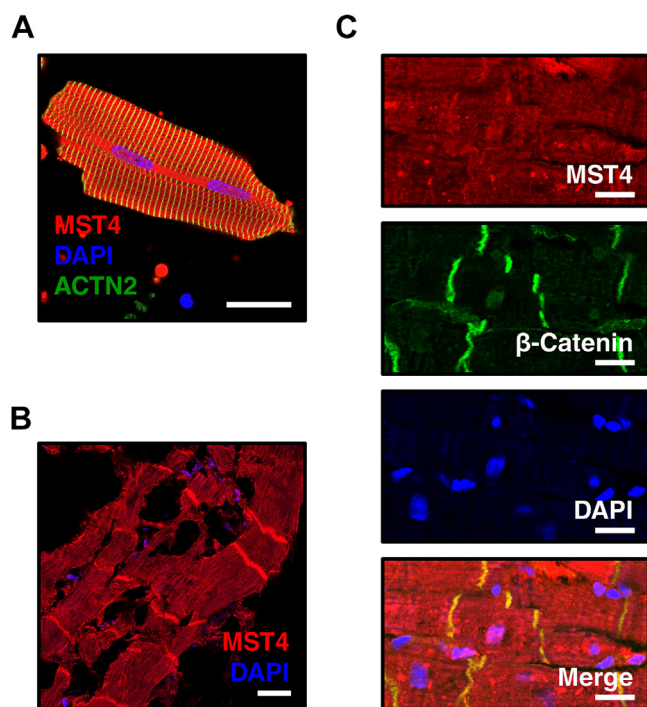 A
MST4
DAPI
ACTN2
B
MST4
DAPI
C
MST4
β-Catenin
DAPI
Merge